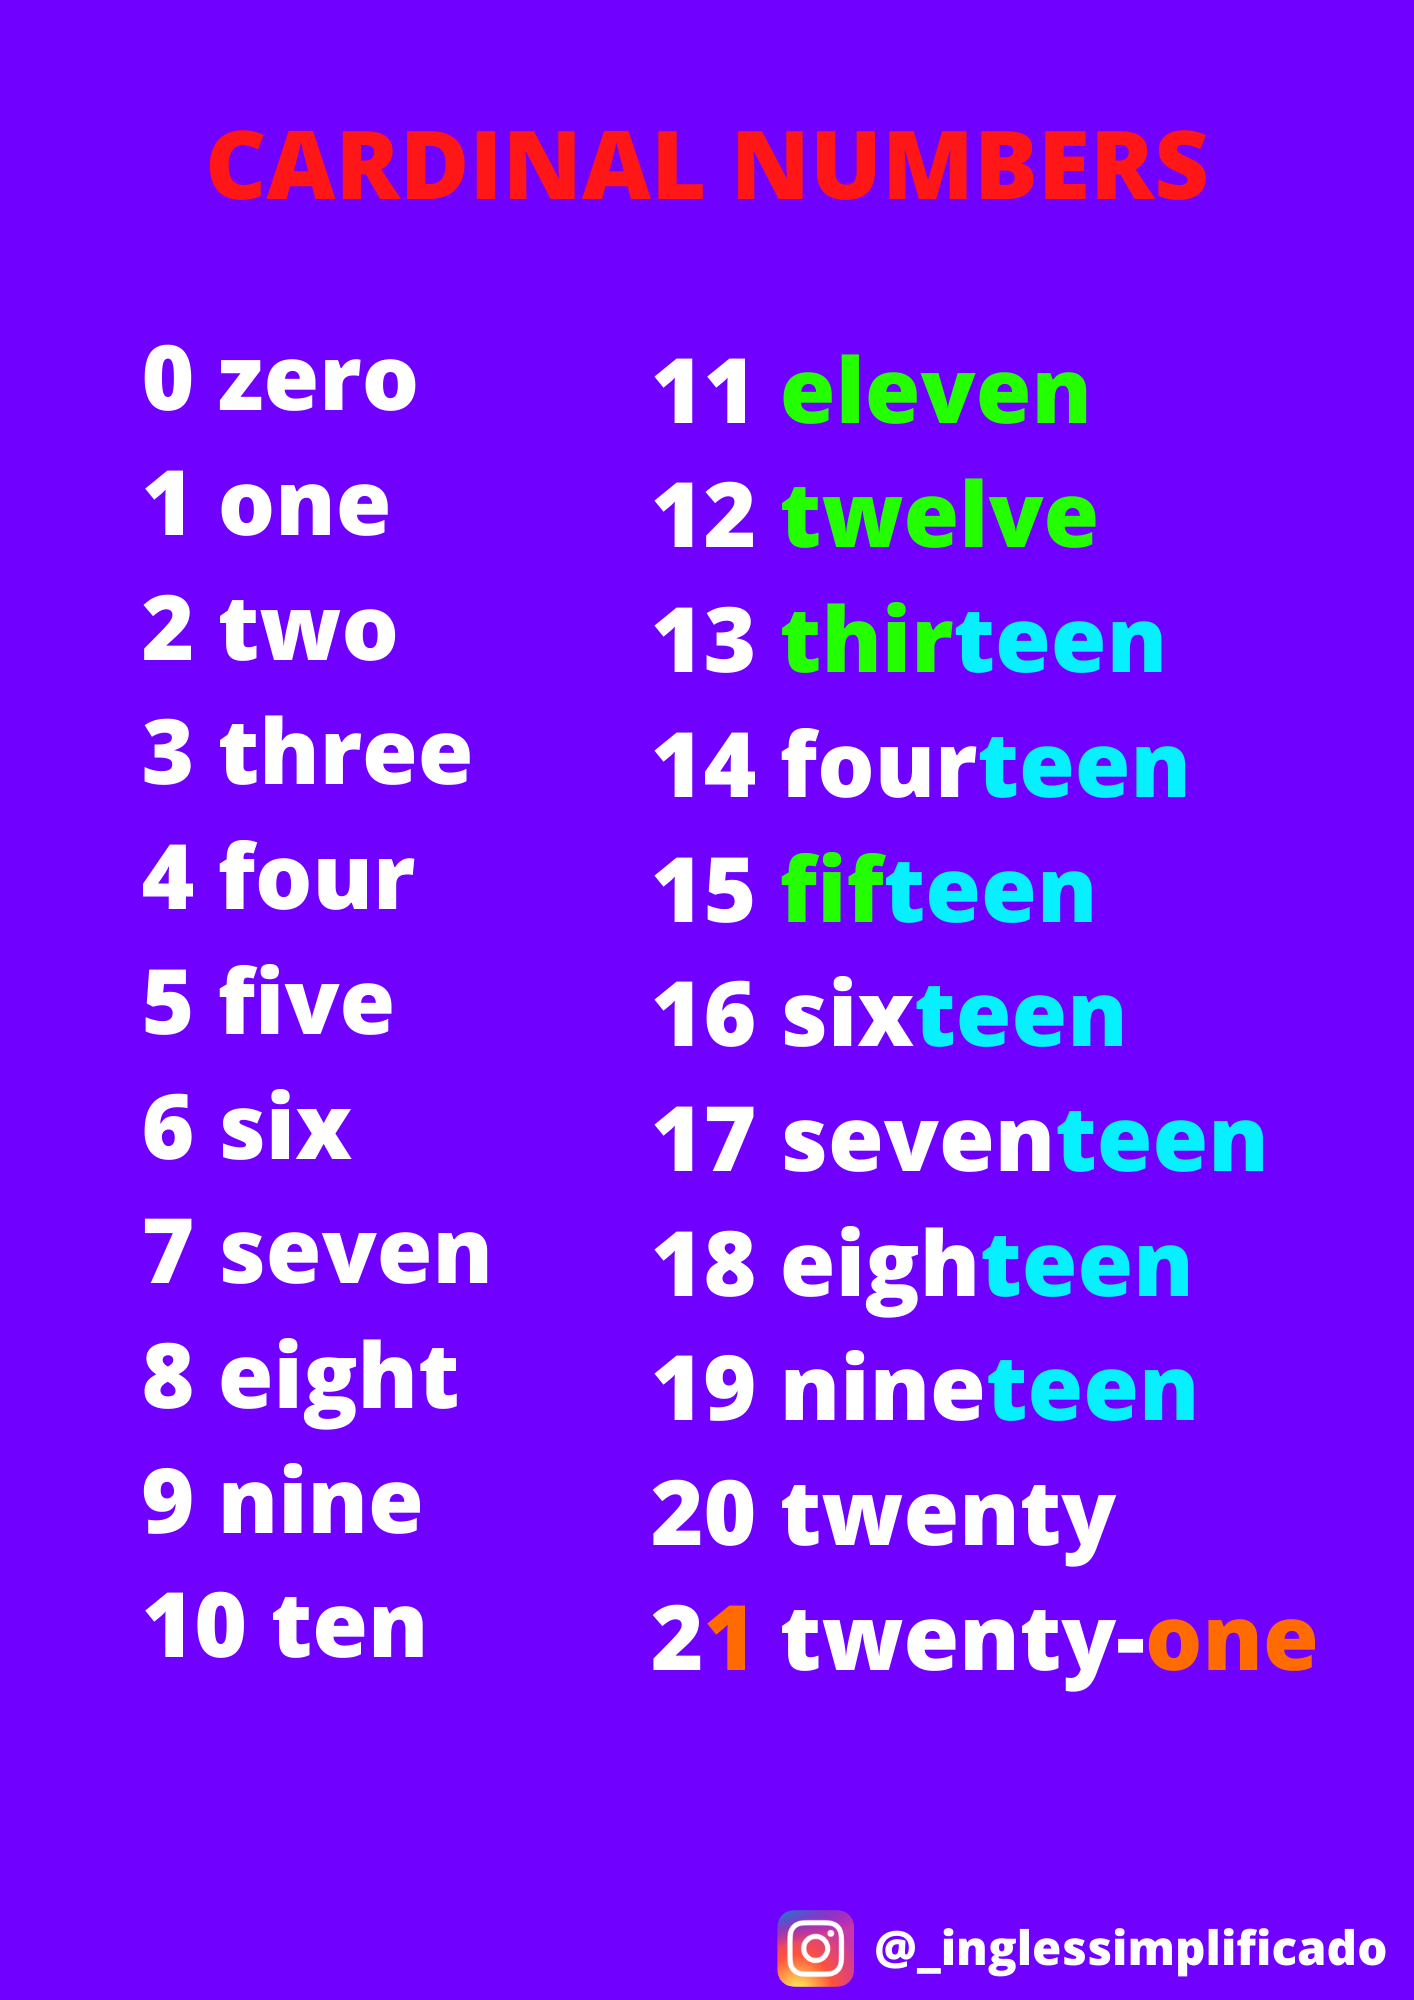 CARDINAL NUMBERS
0 zero
1 one
2 two
3 three
4 four
5 five
6 six
7 seven
8 eight
9 nine
10 ten
11 eleven
12 twelve
13 thirteen
14 fourteen
15 fifteen
16 sixteen
17 seventeen
18 eighteen
19 nineteen
20 twenty
21 twenty-one
@_inglessimplificado